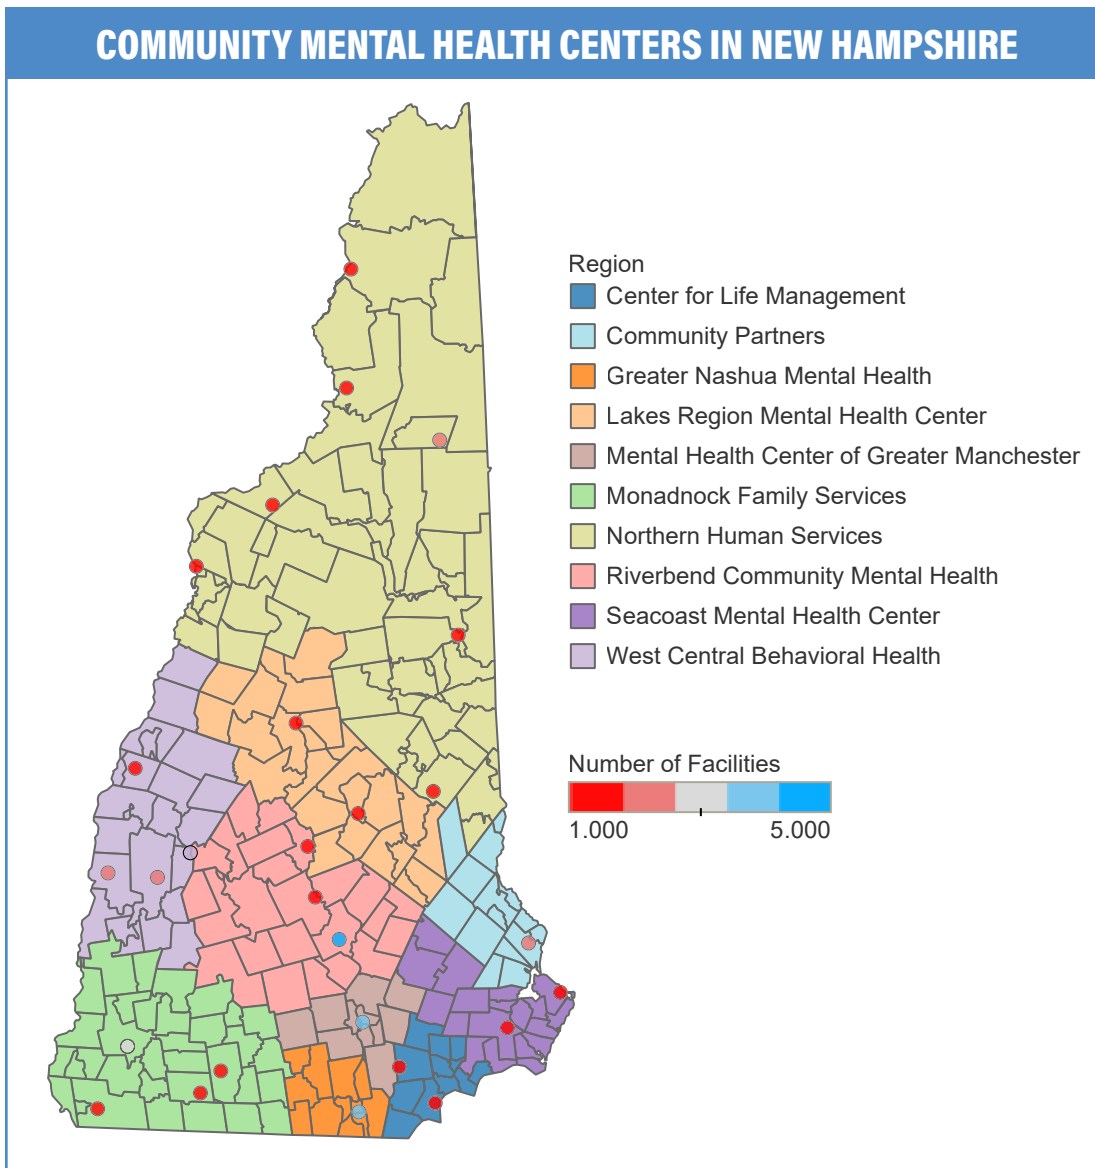 COMMUNITY MENTAL HEALTH CENTERS IN NEW HAMPSHIRE
Region
Center for Life Management
Community Partners
Greater Nashua Mental Health
Lakes Region Mental Health Center
Mental Health Center of Greater Manchester
Monadnock Family Services
Northern Human Services
Riverbend Community Mental Health
Seacoast Mental Health Center
West Central Behavioral Health
Number of Facilities
1.000 5.000